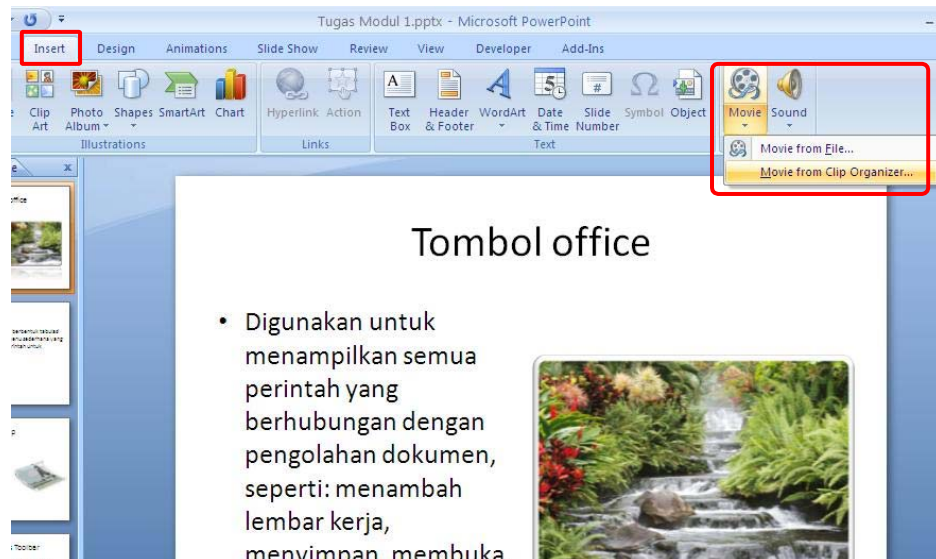 Tugas Modul 1.pptx - Microsoft PowerPoint
Insert Design Animations Slide Show Review View Developer Add-Ins
Clip Art
Photo Album
Shapes
SmartArt
Chart
Illustrations
Hyperlink
Action
Links
Text Box
Header & Footer
WordArt
Date & Time
Slide Number
Symbol
Object
Text
Movie
Sound
Movie from File...
Movie from Clip Organizer...
Tombol office
• Digunakan untuk
menampilkan semua
perintah yang
berhubungan dengan
pengolahan dokumen,
seperti: menambah
lembar kerja,
menyimpan, membuka